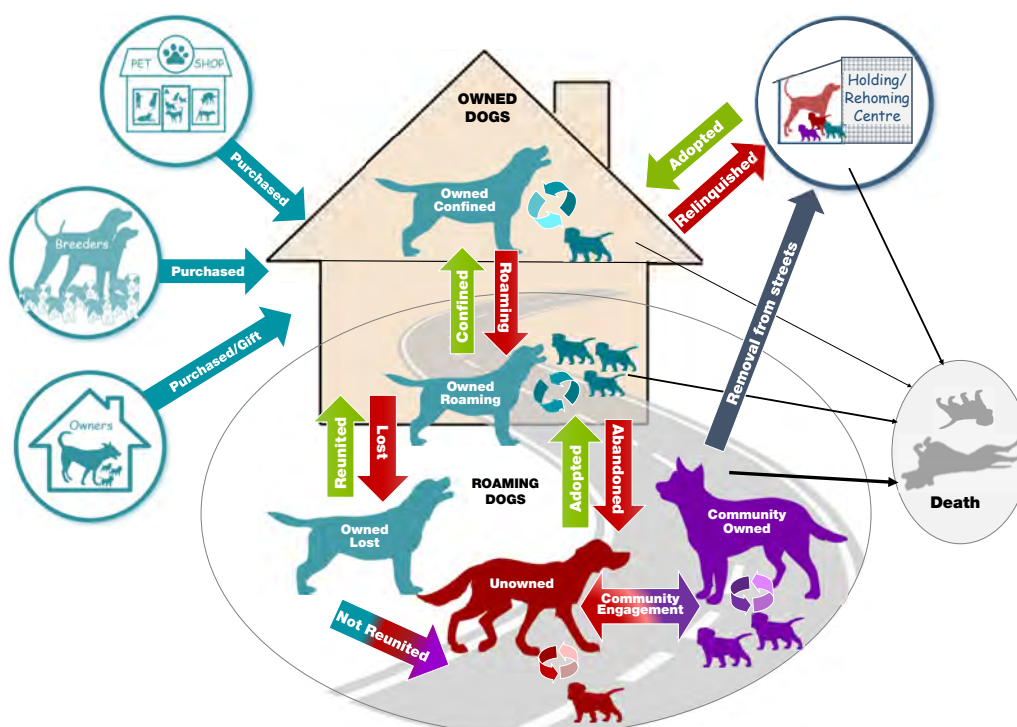 PET SHOP
OWNED
DOGS
Holding/
Rehoming
Centre
Purchased
Adopted
Relinquished
Owned
Confined
Breeders
Purchased
Confined
Roaming
Removal from streets
Purchased/Gift
Owned
Roaming
Owners
Reunited
Lost
Adopted
Abandoned
ROAMING
DOGS
Community
Owned
Death
Owned
Lost
Unowned
Community
Engagement
Not Reunited